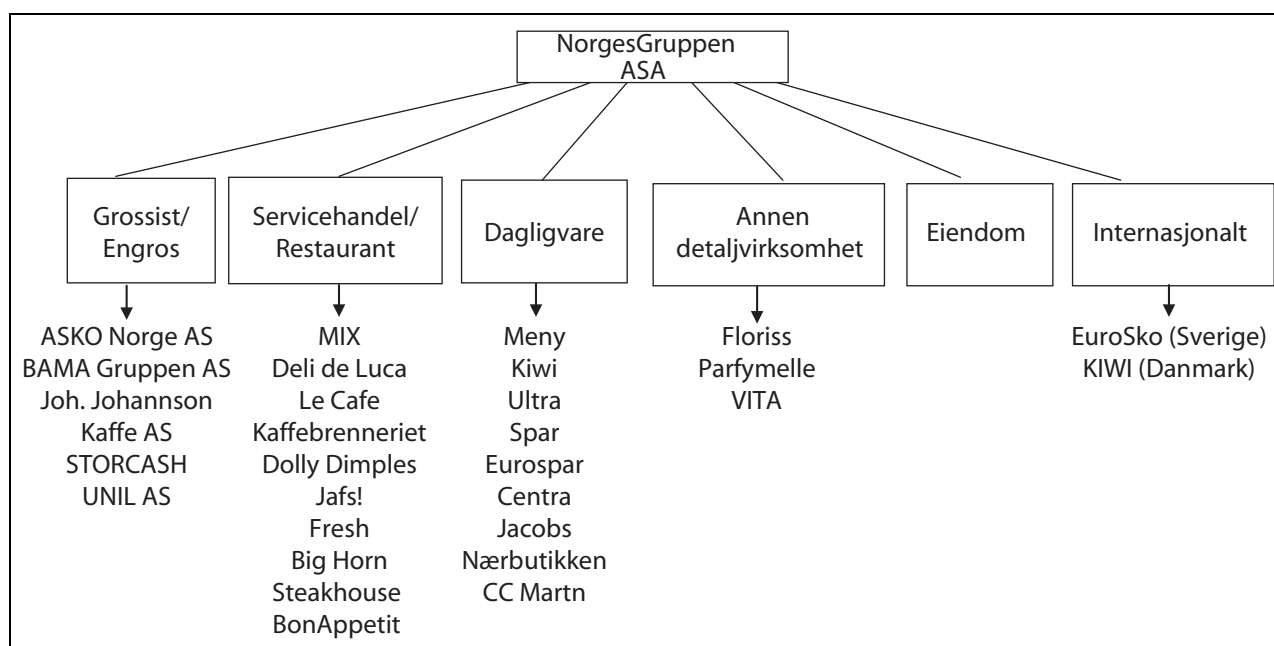 NorgesGruppen
ASA
Grossist/
Engros
Servicehandel/
Restaurant
Dagligvare
Annen
detaljvirksomhet
Eiendom
Internasjonalt
ASKO Norge AS
BAMA Gruppen AS
Joh. Johannson
Kaffe AS
STORCASH
UNIL AS
MIX
Deli de Luca
Le Cafe
Kaffebrenneriet
Dolly Dimples
Jafs!
Fresh
Big Horn
Steakhouse
BonAppetit
Meny
Kiwi
Ultra
Spar
Eurospar
Centra
Jacobs
Nærbutikken
CC Martn
Floriss
Parfymelle
VITA
EuroSko (Sverige)
KIWI (Danmark)